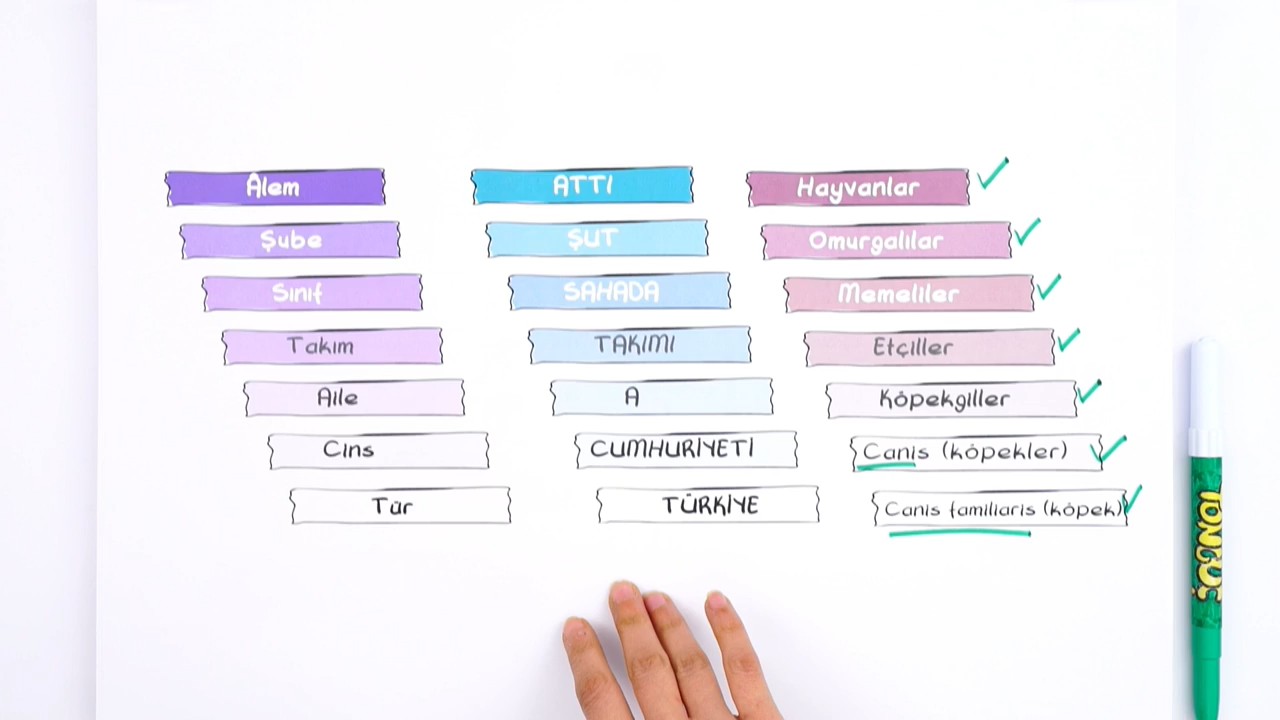 Âlem ATTI Hayvanlar
Şube ŞUT Omurgalılar
Sınıf SAHADA Memeliler
Takım TAKIMI Etçiller
Aile A Köpekgiller
Cins CUMHURİYETİ Canis (köpekler)
Tür TÜRKİYE Canis familiaris (köpek)
TONGUÇ